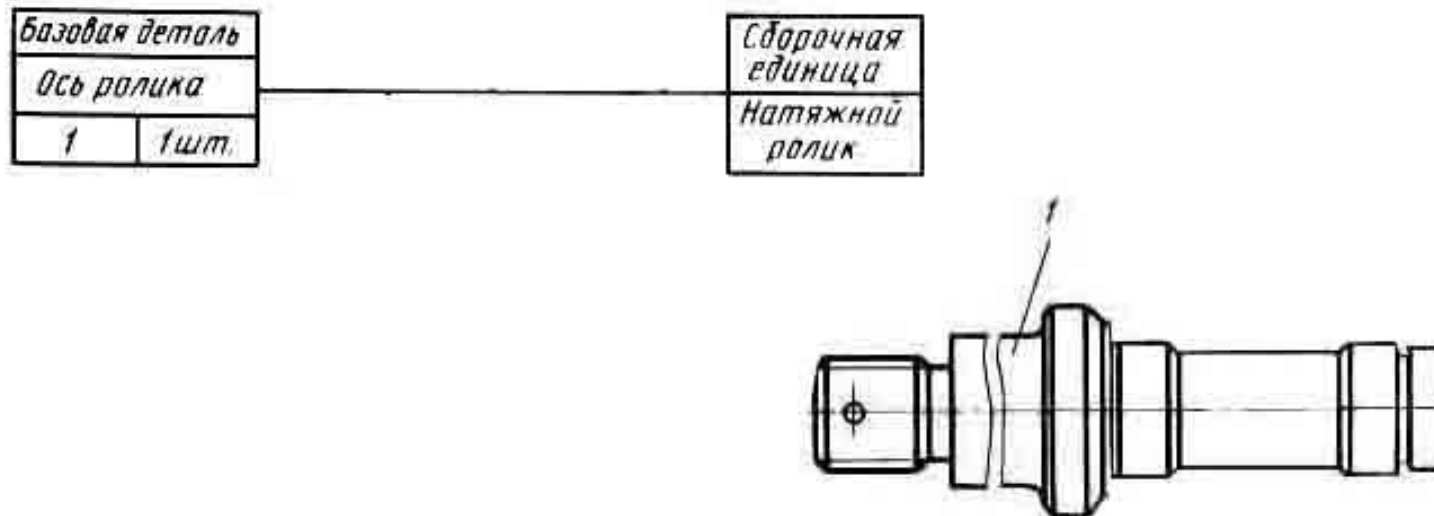 Базовая деталь
Ось ролика
1
1шт.
Сборочная
единица
Натяжной
ролик
1